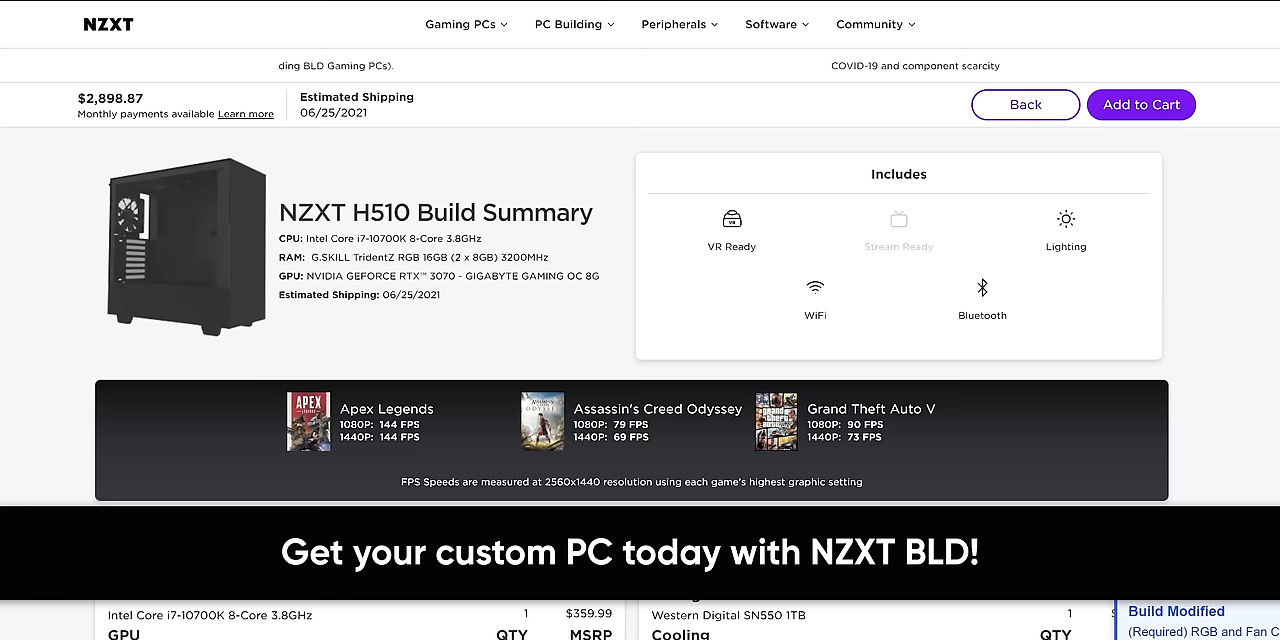 NZXT
Gaming PCs
PC Building
Peripherals
Software
Community
ding BLD Gaming PCs).
COVID-19 and component scarcity
$2,898.87
Monthly payments available Learn more
Estimated Shipping
06/25/2021
Back
Add to Cart
NZXT H510 Build Summary
CPU: Intel Core i7-10700K 8-Core 3.8GHz
RAM: G.SKILL TridentZ RGB 16GB (2 x 8GB) 3200MHz
GPU: NVIDIA GEFORCE RTX™ 3070 - GIGABYTE GAMING OC 8G
Estimated Shipping: 06/25/2021
Includes
VR
VR Ready
Stream Ready
Lighting
WiFi
Bluetooth
APEX
LEGENDS
Apex Legends
1080P: 144 FPS
1440P: 144 FPS
ODYSSEY
Assassin's Creed Odyssey
1080P: 79 FPS
1440P: 69 FPS
grand
theft
auto
Grand Theft Auto V
1080P: 90 FPS
1440P: 73 FPS
FPS Speeds are measured at 2560x1440 resolution using each game's highest graphic setting
Get your custom PC today with NZXT BLD!
Intel Core i7-10700K 8-Core 3.8GHz 1 $359.99
GPU QTY MSRP
Western Digital SN550 1TB 1 $
Cooling QTY
Build Modified
(Required) RGB and Fan C